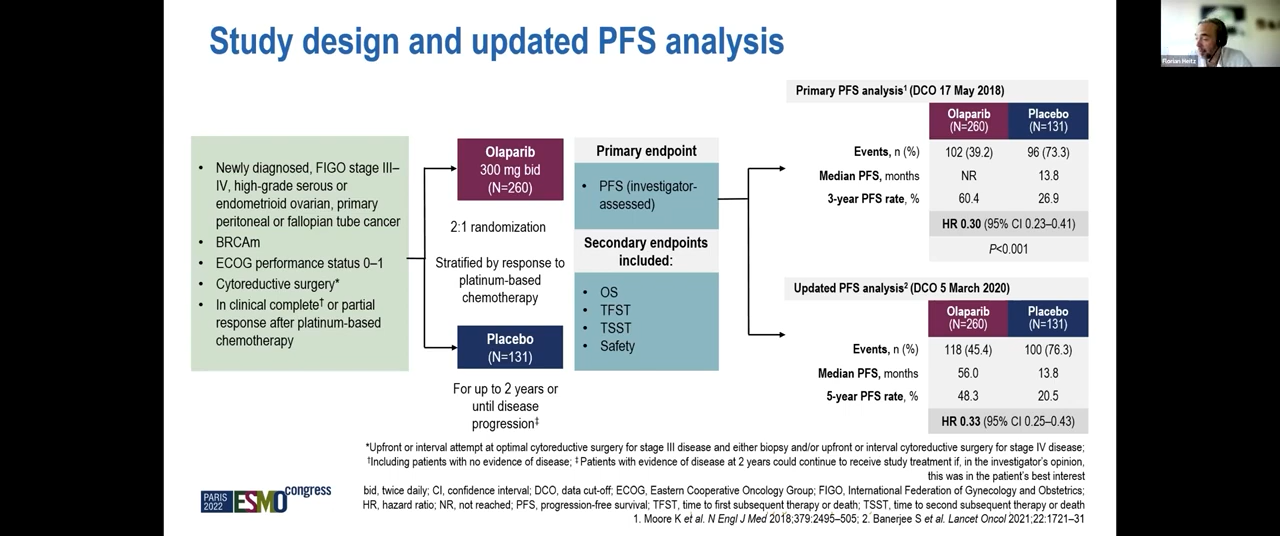 Study design and updated PFS analysis
Florian Heitz
• Newly diagnosed, FIGO stage III–
IV, high-grade serous or
endometrioid ovarian, primary
peritoneal or fallopian tube cancer
• BRCAm
• ECOG performance status 0–1
• Cytoreductive surgery*
• In clinical complete† or partial
response after platinum-based
chemotherapy
Olaparib
300 mg bid
(N=260)
2:1 randomization
Stratified by response to
platinum-based
chemotherapy
Placebo
(N=131)
For up to 2 years or
until disease
progression‡
Primary endpoint
• PFS (investigator-
assessed)
Secondary endpoints
included:
• OS
• TFST
• TSST
• Safety
Primary PFS analysis¹ (DCO 17 May 2018)
Olaparib Placebo
(N=260) (N=131)
Events, n (%) 102 (39.2) 96 (73.3)
Median PFS, months NR 13.8
3-year PFS rate, % 60.4 26.9
HR 0.30 (95% CI 0.23–0.41)
P<0.001
Updated PFS analysis² (DCO 5 March 2020)
Olaparib Placebo
(N=260) (N=131)
Events, n (%) 118 (45.4) 100 (76.3)
Median PFS, months 56.0 13.8
5-year PFS rate, % 48.3 20.5
HR 0.33 (95% CI 0.25–0.43)
*Upfront or interval attempt at optimal cytoreductive surgery for stage III disease and either biopsy and/or upfront or interval cytoreductive surgery for stage IV disease;
†Including patients with no evidence of disease; ‡Patients with evidence of disease at 2 years could continue to receive study treatment if, in the investigator's opinion,
this was in the patient's best interest
bid, twice daily; CI, confidence interval; DCO, data cut-off; ECOG, Eastern Cooperative Oncology Group; FIGO, International Federation of Gynecology and Obstetrics;
HR, hazard ratio; NR, not reached; PFS, progression-free survival; TFST, time to first subsequent therapy or death; TSST, time to second subsequent therapy or death
1. Moore K et al. N Engl J Med 2018;379:2495–505; 2. Banerjee S et al. Lancet Oncol 2021;22:1721–31
PARIS
2022
ESMO congress